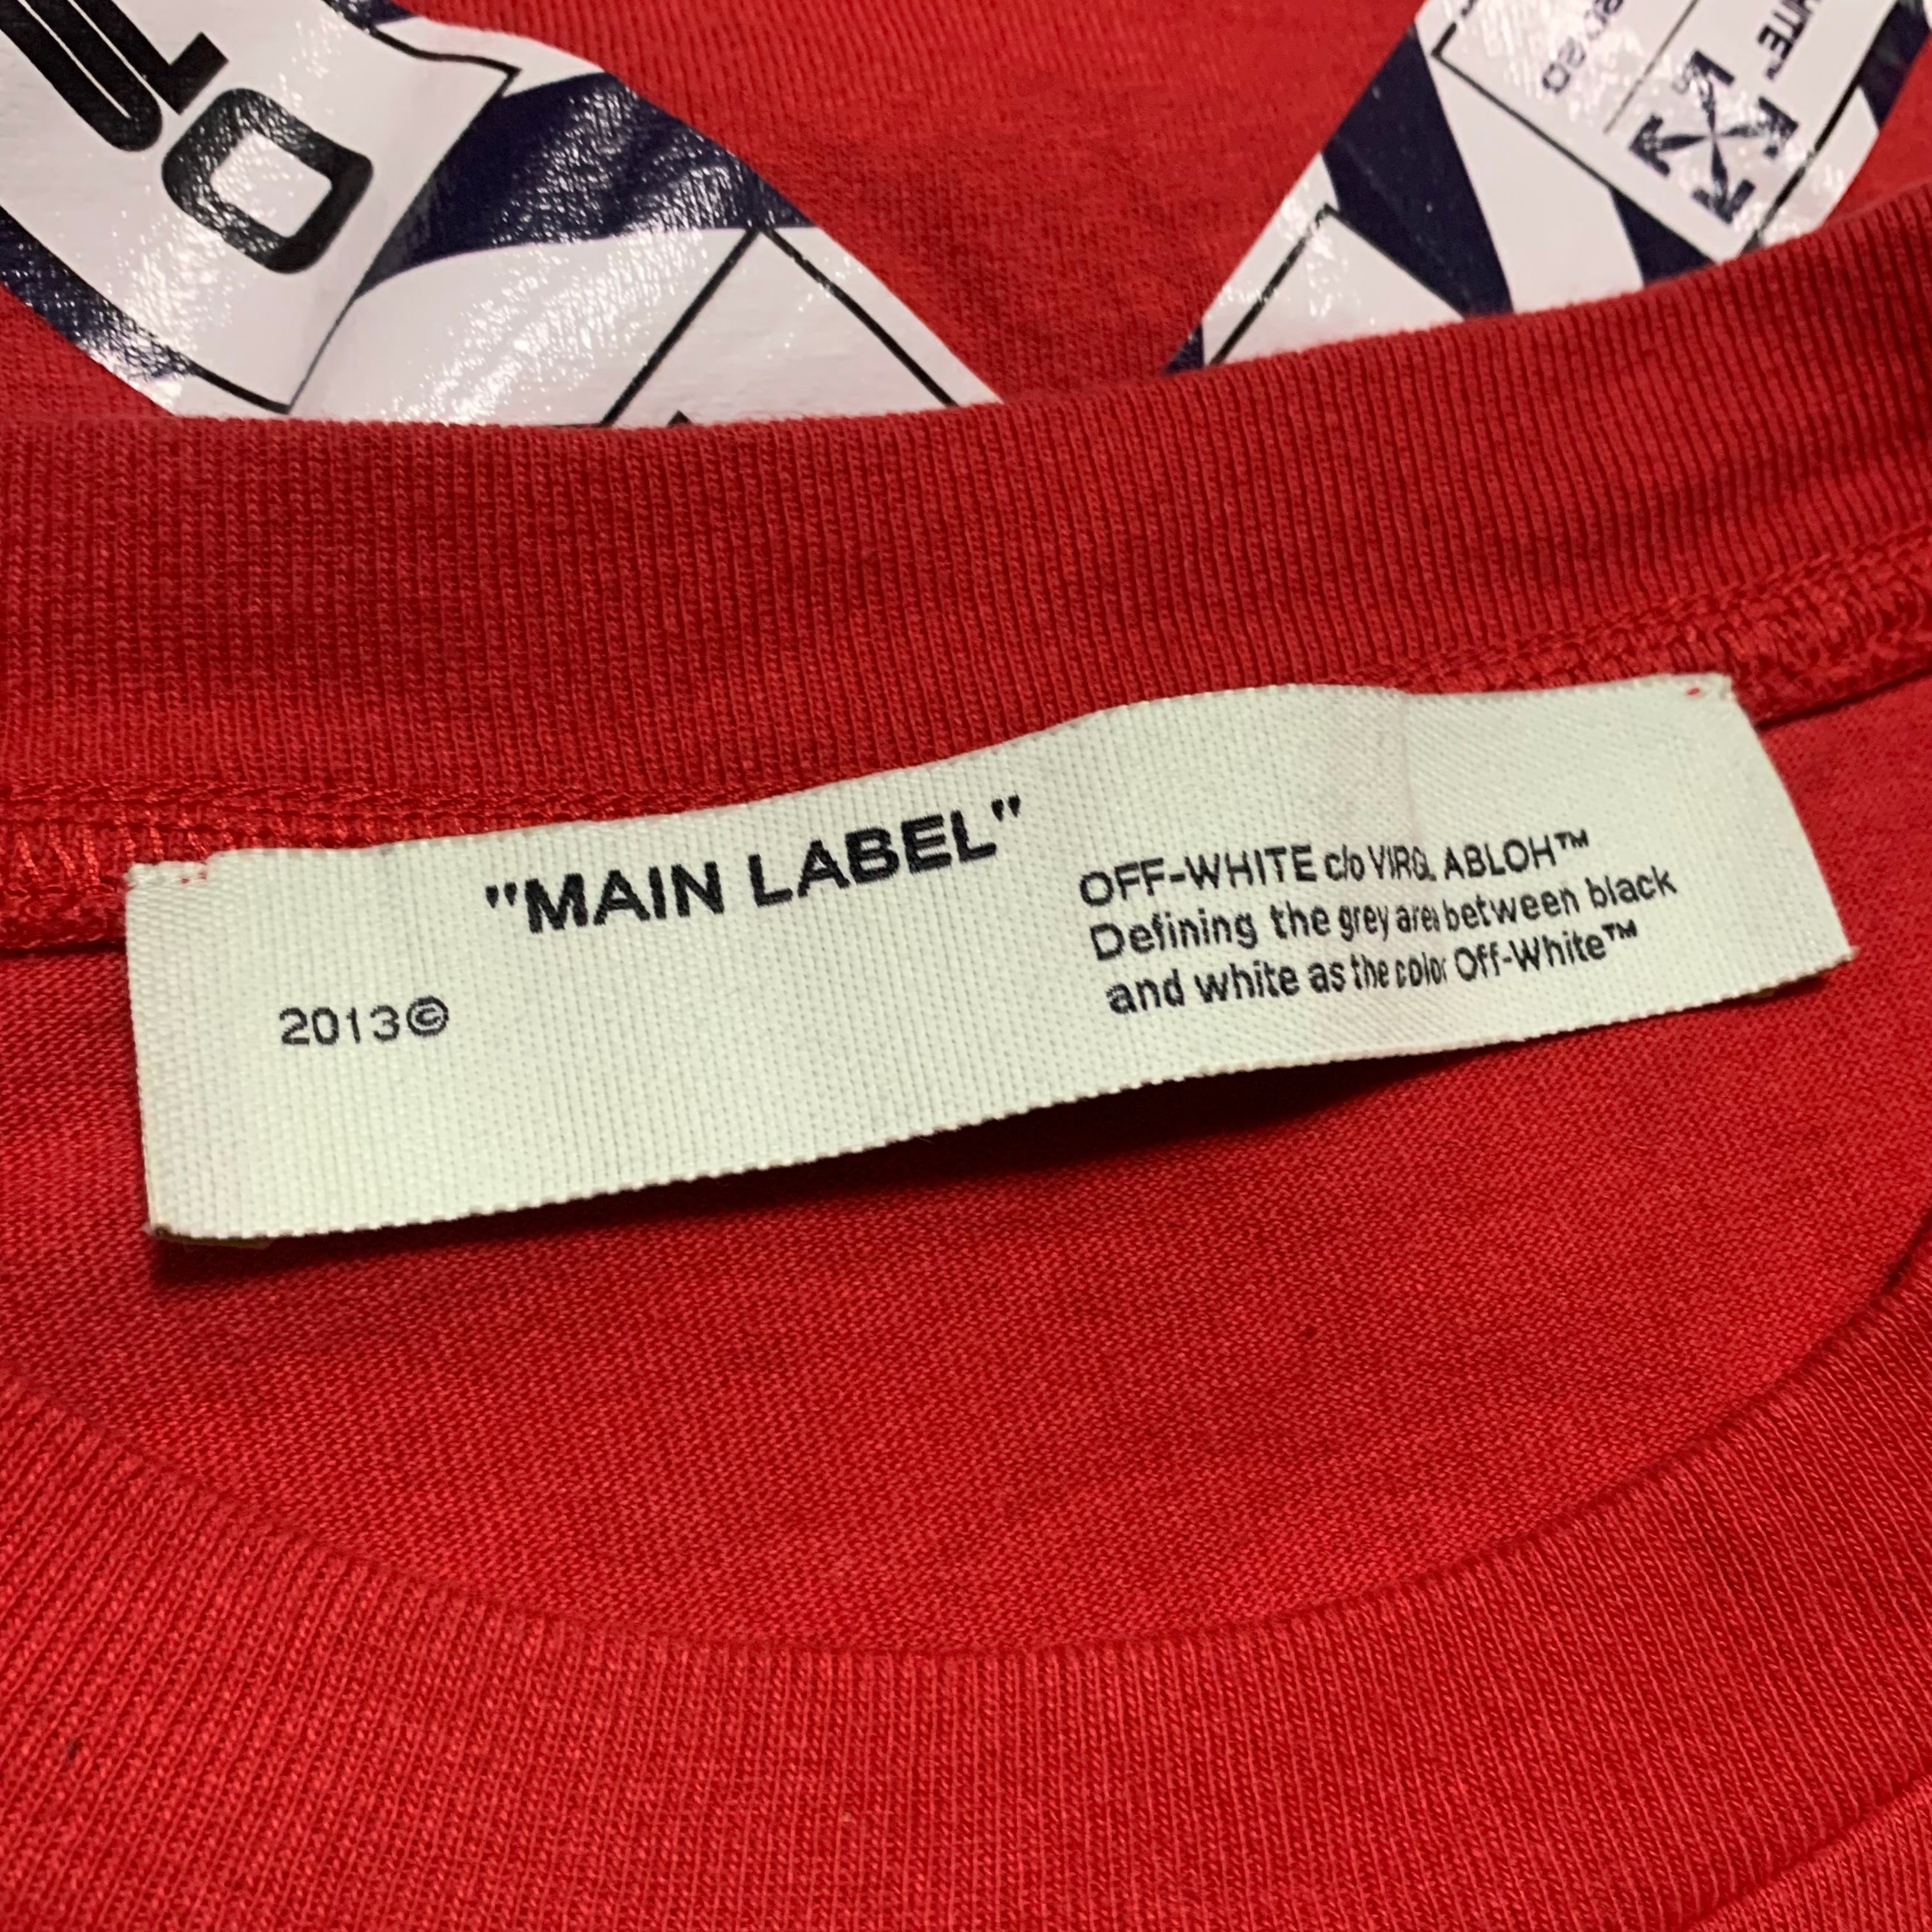 "MAIN LABEL"
2013©
OFF-WHITE c/o VIRGIL ABLOH™
Defining the grey area between black
and white as the color Off-White™